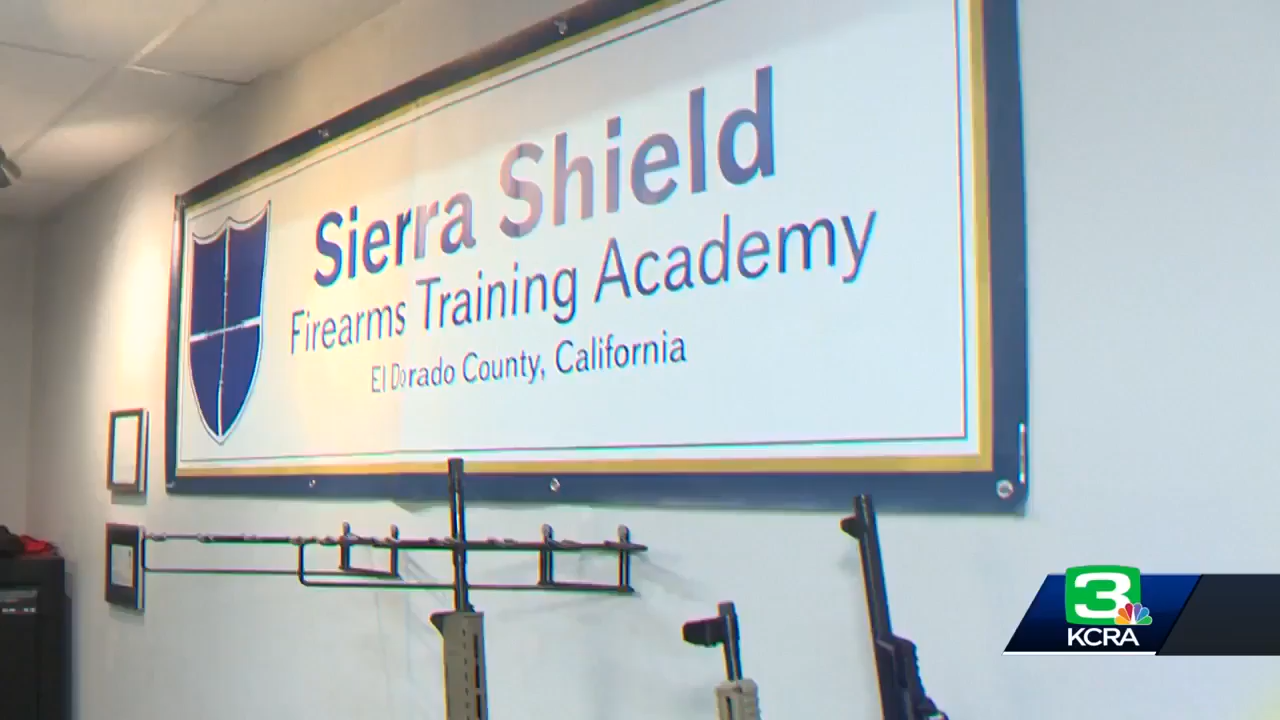 Sierra Shield
Firearms Training Academy
El Dorado County, California
3
KCRA